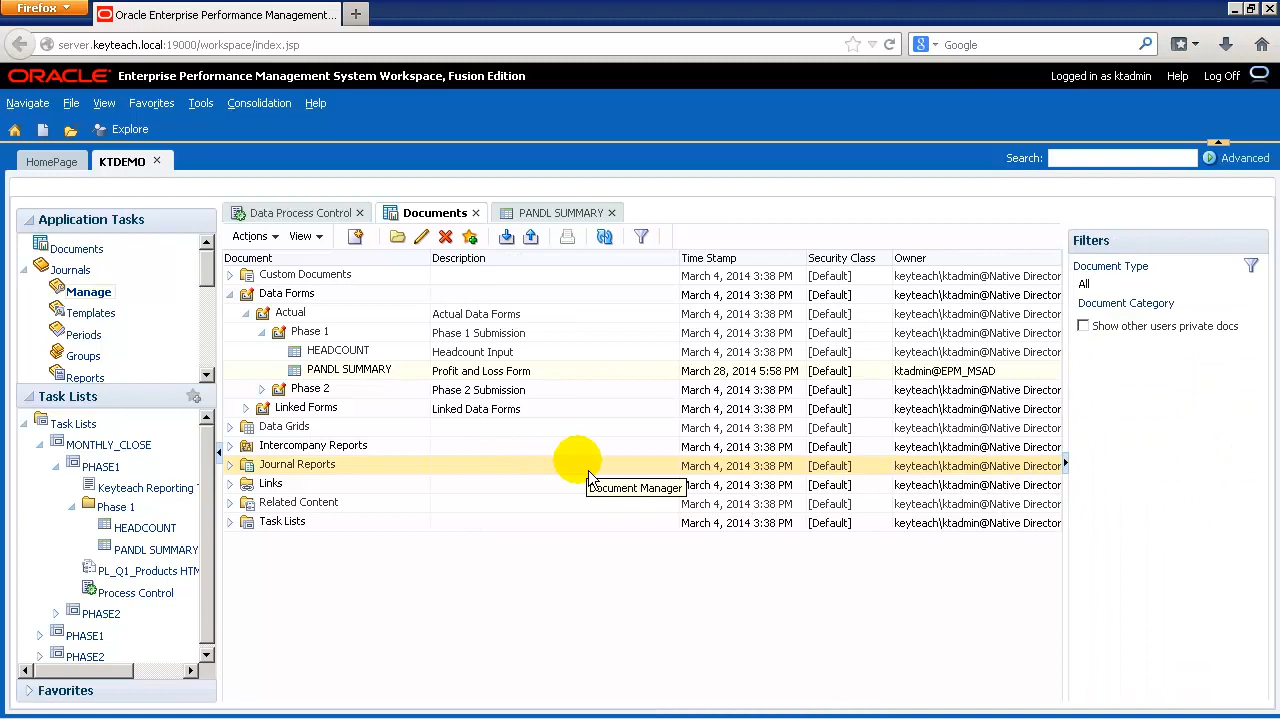 Firefox
Oracle Enterprise Performance Management...
server.keyteach.local:19000/workspace/index.jsp
Google
ORACLE Enterprise Performance Management System Workspace, Fusion Edition
Logged in as ktadmin Help Log Off
Navigate File View Favorites Tools Consolidation Help
Explore
HomePage KTDEMO
Search: Advanced
Application Tasks
Documents
Journals
Manage
Templates
Periods
Groups
Reports
Task Lists
Task Lists
MONTHLY_CLOSE
PHASE1
Keyteach Reporting
Phase 1
HEADCOUNT
PANDL SUMMARY
PL_Q1_Products HTM
Process Control
PHASE2
PHASE1
PHASE2
Favorites
Data Process Control Documents PANDL SUMMARY
Actions View
Document Description Time Stamp Security Class Owner
Custom Documents March 4, 2014 3:38 PM [Default] keyteach\ktadmin@Native Director
Data Forms March 4, 2014 3:38 PM [Default] keyteach\ktadmin@Native Director
Actual Actual Data Forms March 4, 2014 3:38 PM [Default] keyteach\ktadmin@Native Director
Phase 1 Phase 1 Submission March 4, 2014 3:38 PM [Default] keyteach\ktadmin@Native Director
HEADCOUNT Headcount Input March 4, 2014 3:38 PM [Default] keyteach\ktadmin@Native Director
PANDL SUMMARY Profit and Loss Form March 28, 2014 5:58 PM [Default] ktadmin@EPM_MSAD
Phase 2 Phase 2 Submission March 4, 2014 3:38 PM [Default] keyteach\ktadmin@Native Director
Linked Forms Linked Data Forms March 4, 2014 3:38 PM [Default] keyteach\ktadmin@Native Director
Data Grids March 4, 2014 3:38 PM [Default] keyteach\ktadmin@Native Director
Intercompany Reports March 4, 2014 3:38 PM [Default] keyteach\ktadmin@Native Director
Journal Reports March 4, 2014 3:38 PM [Default] keyteach\ktadmin@Native Director
Links March 4, 2014 3:38 PM [Default] keyteach\ktadmin@Native Director
Related Content March 4, 2014 3:38 PM [Default] keyteach\ktadmin@Native Director
Task Lists March 4, 2014 3:38 PM [Default] keyteach\ktadmin@Native Director
Document Manager
Filters
Document Type
All
Document Category
Show other users private docs